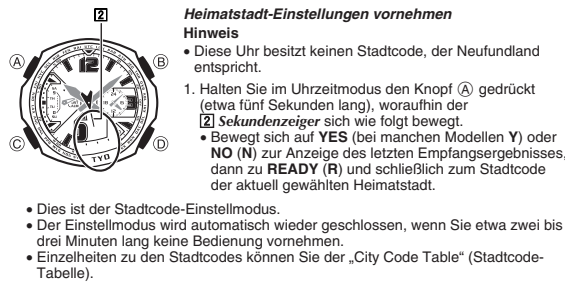 2
Heimatstadt-Einstellungen vornehmen
Hinweis
• Diese Uhr besitzt keinen Stadtcode, der Neufundland
entspricht.
1. Halten Sie im Uhrzeitmodus den Knopf Ⓐ gedrückt
(etwa fünf Sekunden lang), woraufhin der
2 Sekundenzeiger sich wie folgt bewegt.
• Bewegt sich auf YES (bei manchen Modellen Y) oder
NO (N) zur Anzeige des letzten Empfangsergebnisses,
dann zu READY (R) und schließlich zum Stadtcode
der aktuell gewählten Heimatstadt.
A
B
C
D
12
TYO
• Dies ist der Stadtcode-Einstellmodus.
• Der Einstellmodus wird automatisch wieder geschlossen, wenn Sie etwa zwei bis
drei Minuten lang keine Bedienung vornehmen.
• Einzelheiten zu den Stadtcodes können Sie der „City Code Table“ (Stadtcode-
Tabelle).